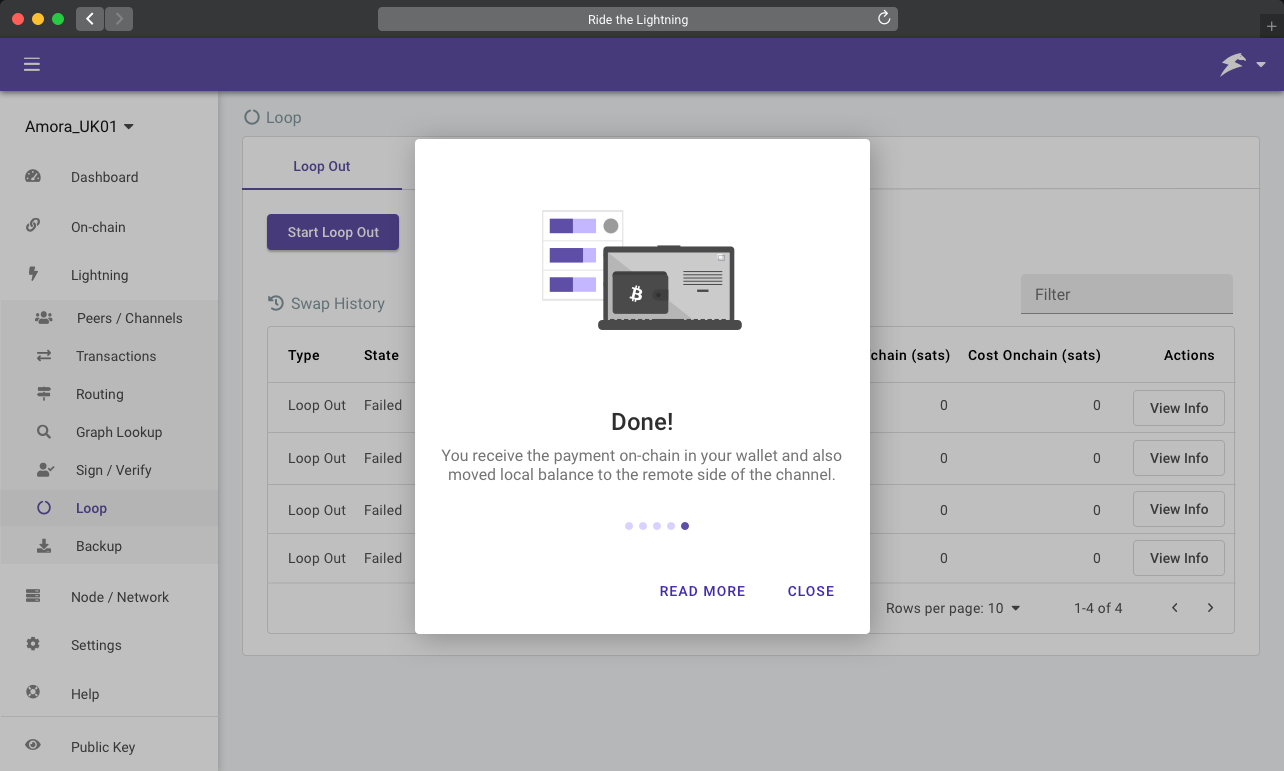 Ride the Lightning
Amora_UK01
Dashboard
On-chain
Lightning
Peers / Channels
Transactions
Routing
Graph Lookup
Sign / Verify
Loop
Backup
Node / Network
Settings
Help
Public Key
Loop
Loop Out
Start Loop Out
Swap History
Filter
Type State chain (sats) Cost Onchain (sats) Actions
Loop Out Failed 0 0 View Info
Loop Out Failed 0 0 View Info
Loop Out Failed 0 0 View Info
Loop Out Failed 0 0 View Info
Rows per page: 10 1-4 of 4
Done!
You receive the payment on-chain in your wallet and also
moved local balance to the remote side of the channel.
READ MORE CLOSE